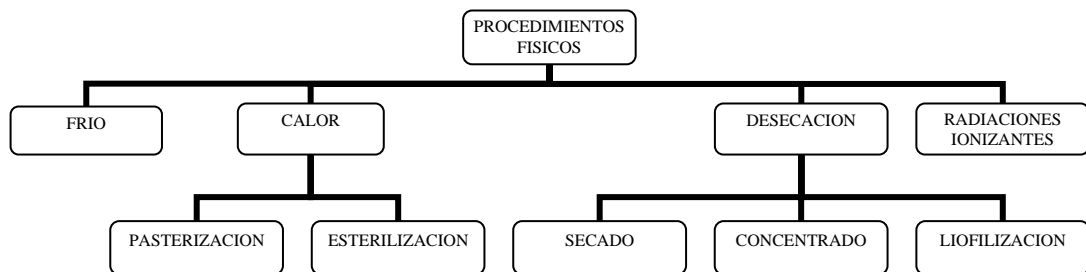 PROCEDIMIENTOS
FISICOS
FRIO
CALOR
DESECACION
RADIACIONES
IONIZANTES
PASTERIZACION
ESTERILIZACION
SECADO
CONCENTRADO
LIOFILIZACION